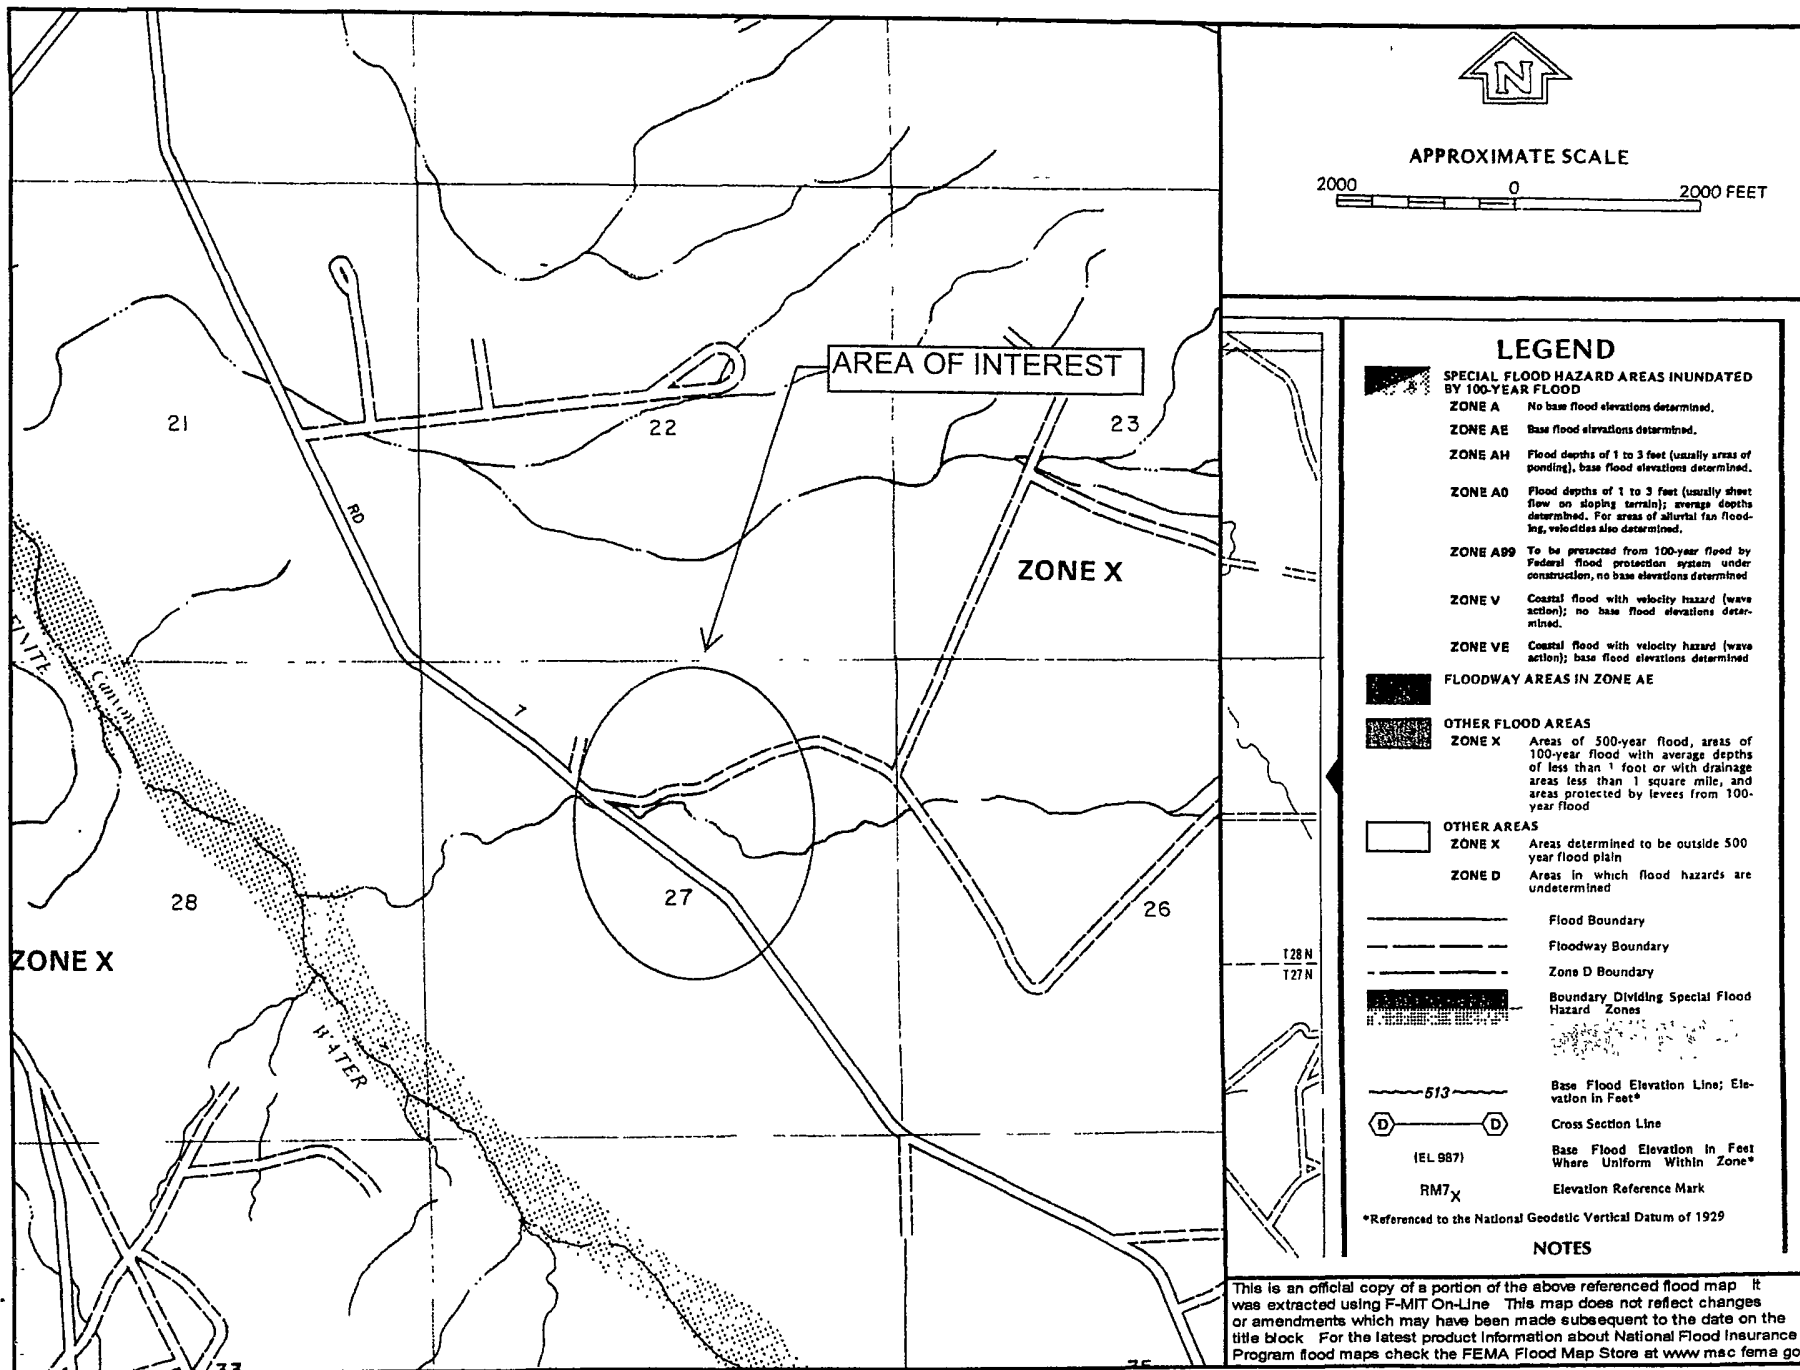 N
APPROXIMATE SCALE
2000 0 2000 FEET
AREA OF INTEREST
21
22
23
RD
ZONE X
Canyon
7
28
27
26
ZONE X
WATER
T28N
T27N
LEGEND
SPECIAL FLOOD HAZARD AREAS INUNDATED
BY 100-YEAR FLOOD
ZONE A No base flood elevations determined.
ZONE AE Base flood elevations determined.
ZONE AH Flood depths of 1 to 3 feet (usually areas of
ponding), base flood elevations determined.
ZONE A0 Flood depths of 1 to 3 feet (usually sheet
flow on sloping terrain); average depths
determined. For areas of alluvial fan flood-
ing, velocities also determined.
ZONE A99 To be protected from 100-year flood by
Federal flood protection system under
construction, no base elevations determined
ZONE V Coastal flood with velocity hazard (wave
action); no base flood elevations deter-
mined.
ZONE VE Coastal flood with velocity hazard (wave
action); base flood elevations determined
FLOODWAY AREAS IN ZONE AE
OTHER FLOOD AREAS
ZONE X Areas of 500-year flood, areas of
100-year flood with average depths
of less than 1 foot or with drainage
areas less than 1 square mile, and
areas protected by levees from 100-
year flood
OTHER AREAS
ZONE X Areas determined to be outside 500
year flood plain
ZONE D Areas in which flood hazards are
undetermined
Flood Boundary
Floodway Boundary
Zone D Boundary
Boundary Dividing Special Flood
Hazard Zones
513 Base Flood Elevation Line; Ele-
vation in Feet*
D D Cross Section Line
(EL 987) Base Flood Elevation in Feet
Where Uniform Within Zone*
RM7X Elevation Reference Mark
*Referenced to the National Geodetic Vertical Datum of 1929
NOTES
This is an official copy of a portion of the above referenced flood map It
was extracted using F-MIT On-Line This map does not reflect changes
or amendments which may have been made subsequent to the date on the
title block For the latest product information about National Flood Insurance
Program flood maps check the FEMA Flood Map Store at www msc fema go